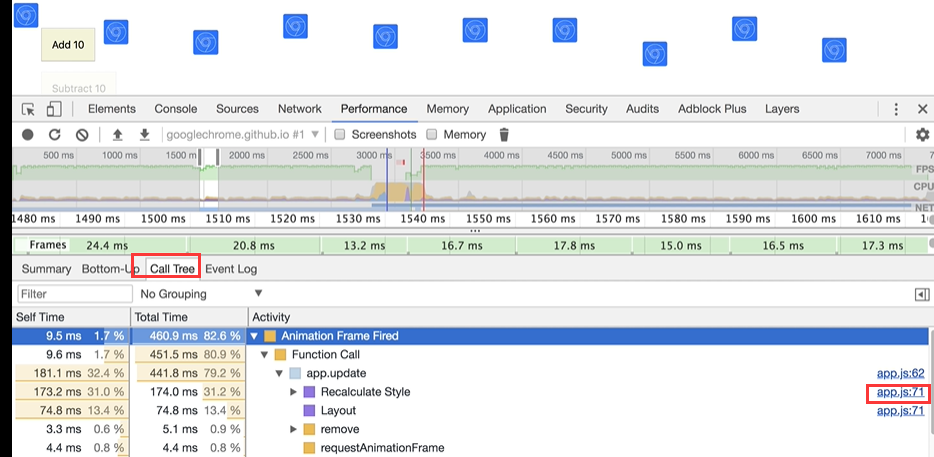 Add 10
Subtract 10
Elements Console Sources Network Performance Memory Application Security Audits Adblock Plus Layers
googlechrome.github.io #1 ▼ Screenshots Memory
500 ms 1000 ms 1500 m 2000 ms 2500 ms 3000 ms 3500 ms 4000 ms 4500 ms 5000 ms 5500 ms 6000 ms 6500 ms 7000 ms 7
FPS
CPU
NET
1480 ms 1490 ms 1500 ms 1510 ms 1520 ms 1530 ms 1540 ms 1550 ms 1560 ms 1570 ms 1580 ms 1590 ms 1600 ms 1610 ms
...
Frames 24.4 ms 20.8 ms 13.2 ms 16.7 ms 17.8 ms 15.0 ms 16.5 ms 17.3 ms
Summary Bottom-Up Call Tree Event Log
Filter No Grouping ▼
Self Time Total Time Activity
9.5 ms 1.7 % 460.9 ms 82.6 % ▼ Animation Frame Fired
9.6 ms 1.7 % 451.5 ms 80.9 % ▼ Function Call
181.1 ms 32.4 % 441.8 ms 79.2 % ▼ app.update app.js:62
173.2 ms 31.0 % 174.0 ms 31.2 % ▶ Recalculate Style app.js:71
74.8 ms 13.4 % 74.8 ms 13.4 % Layout app.js:71
3.3 ms 0.6 % 5.1 ms 0.9 % ▶ remove
4.4 ms 0.8 % 4.4 ms 0.8 % requestAnimationFrame